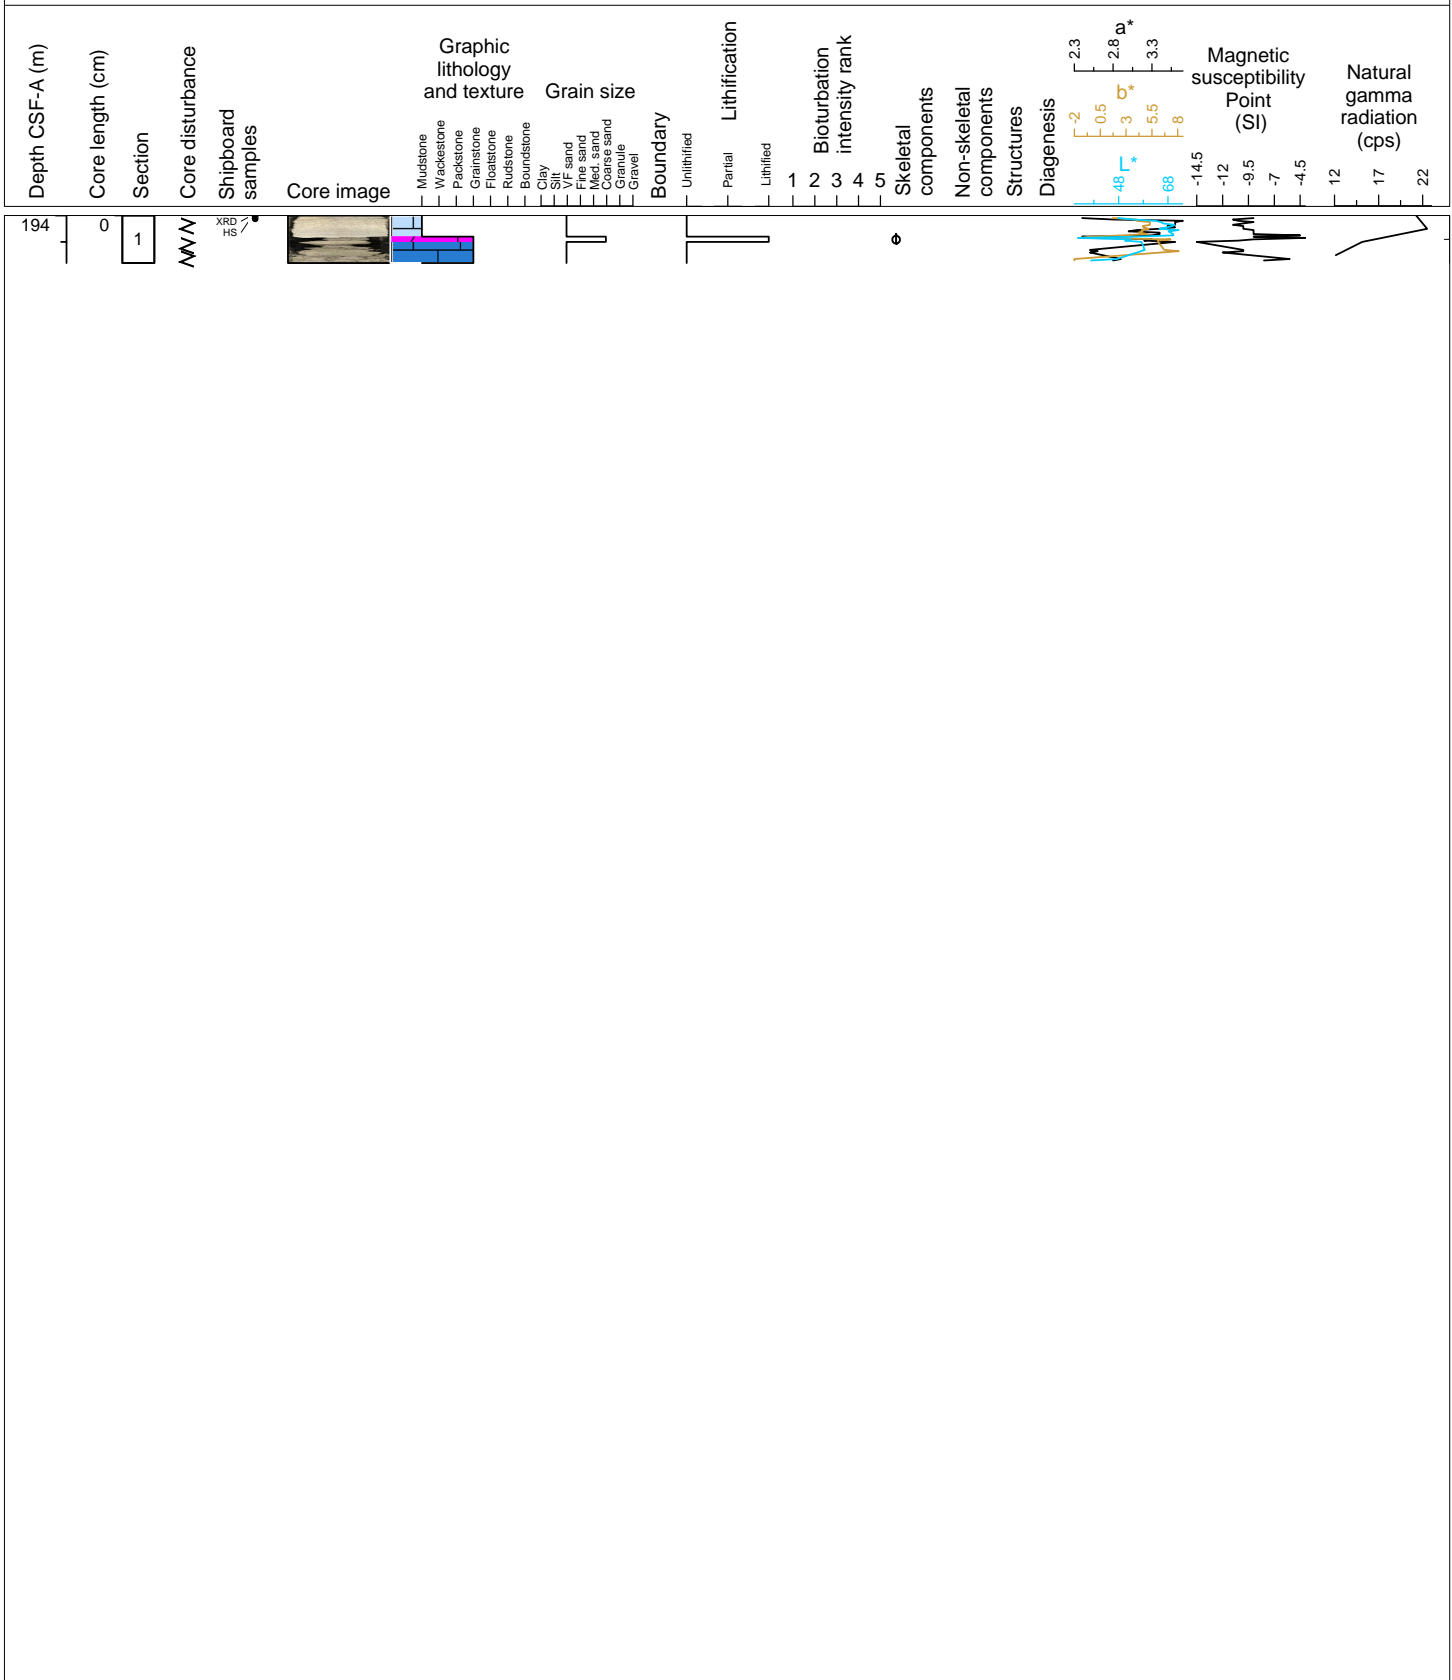 Depth CSF-A (m)
Core length (cm)
Section
Core disturbance
Shipboard
samples
Core image
Graphic
lithology
and texture
Mudstone
Wackestone
Packstone
Grainstone
Floatstone
Rudstone
Boundstone
Grain size
Clay
Silt
VF sand
Fine sand
Med. sand
Coarse sand
Granule
Gravel
Boundary
Lithification
Unlithified
Partial
Lithified
Bioturbation
intensity rank
1 2 3 4 5
Skeletal
components
Non-skeletal
components
Structures
Diagenesis
a*
2.3 2.8 3.3
b*
-2 0.5 3 5.5 8
L*
48 68
Magnetic
susceptibility
Point
(SI)
-14.5 -12 -9.5 -7 -4.5
Natural
gamma
radiation
(cps)
12 17 22
194
0
1
XRD
HS